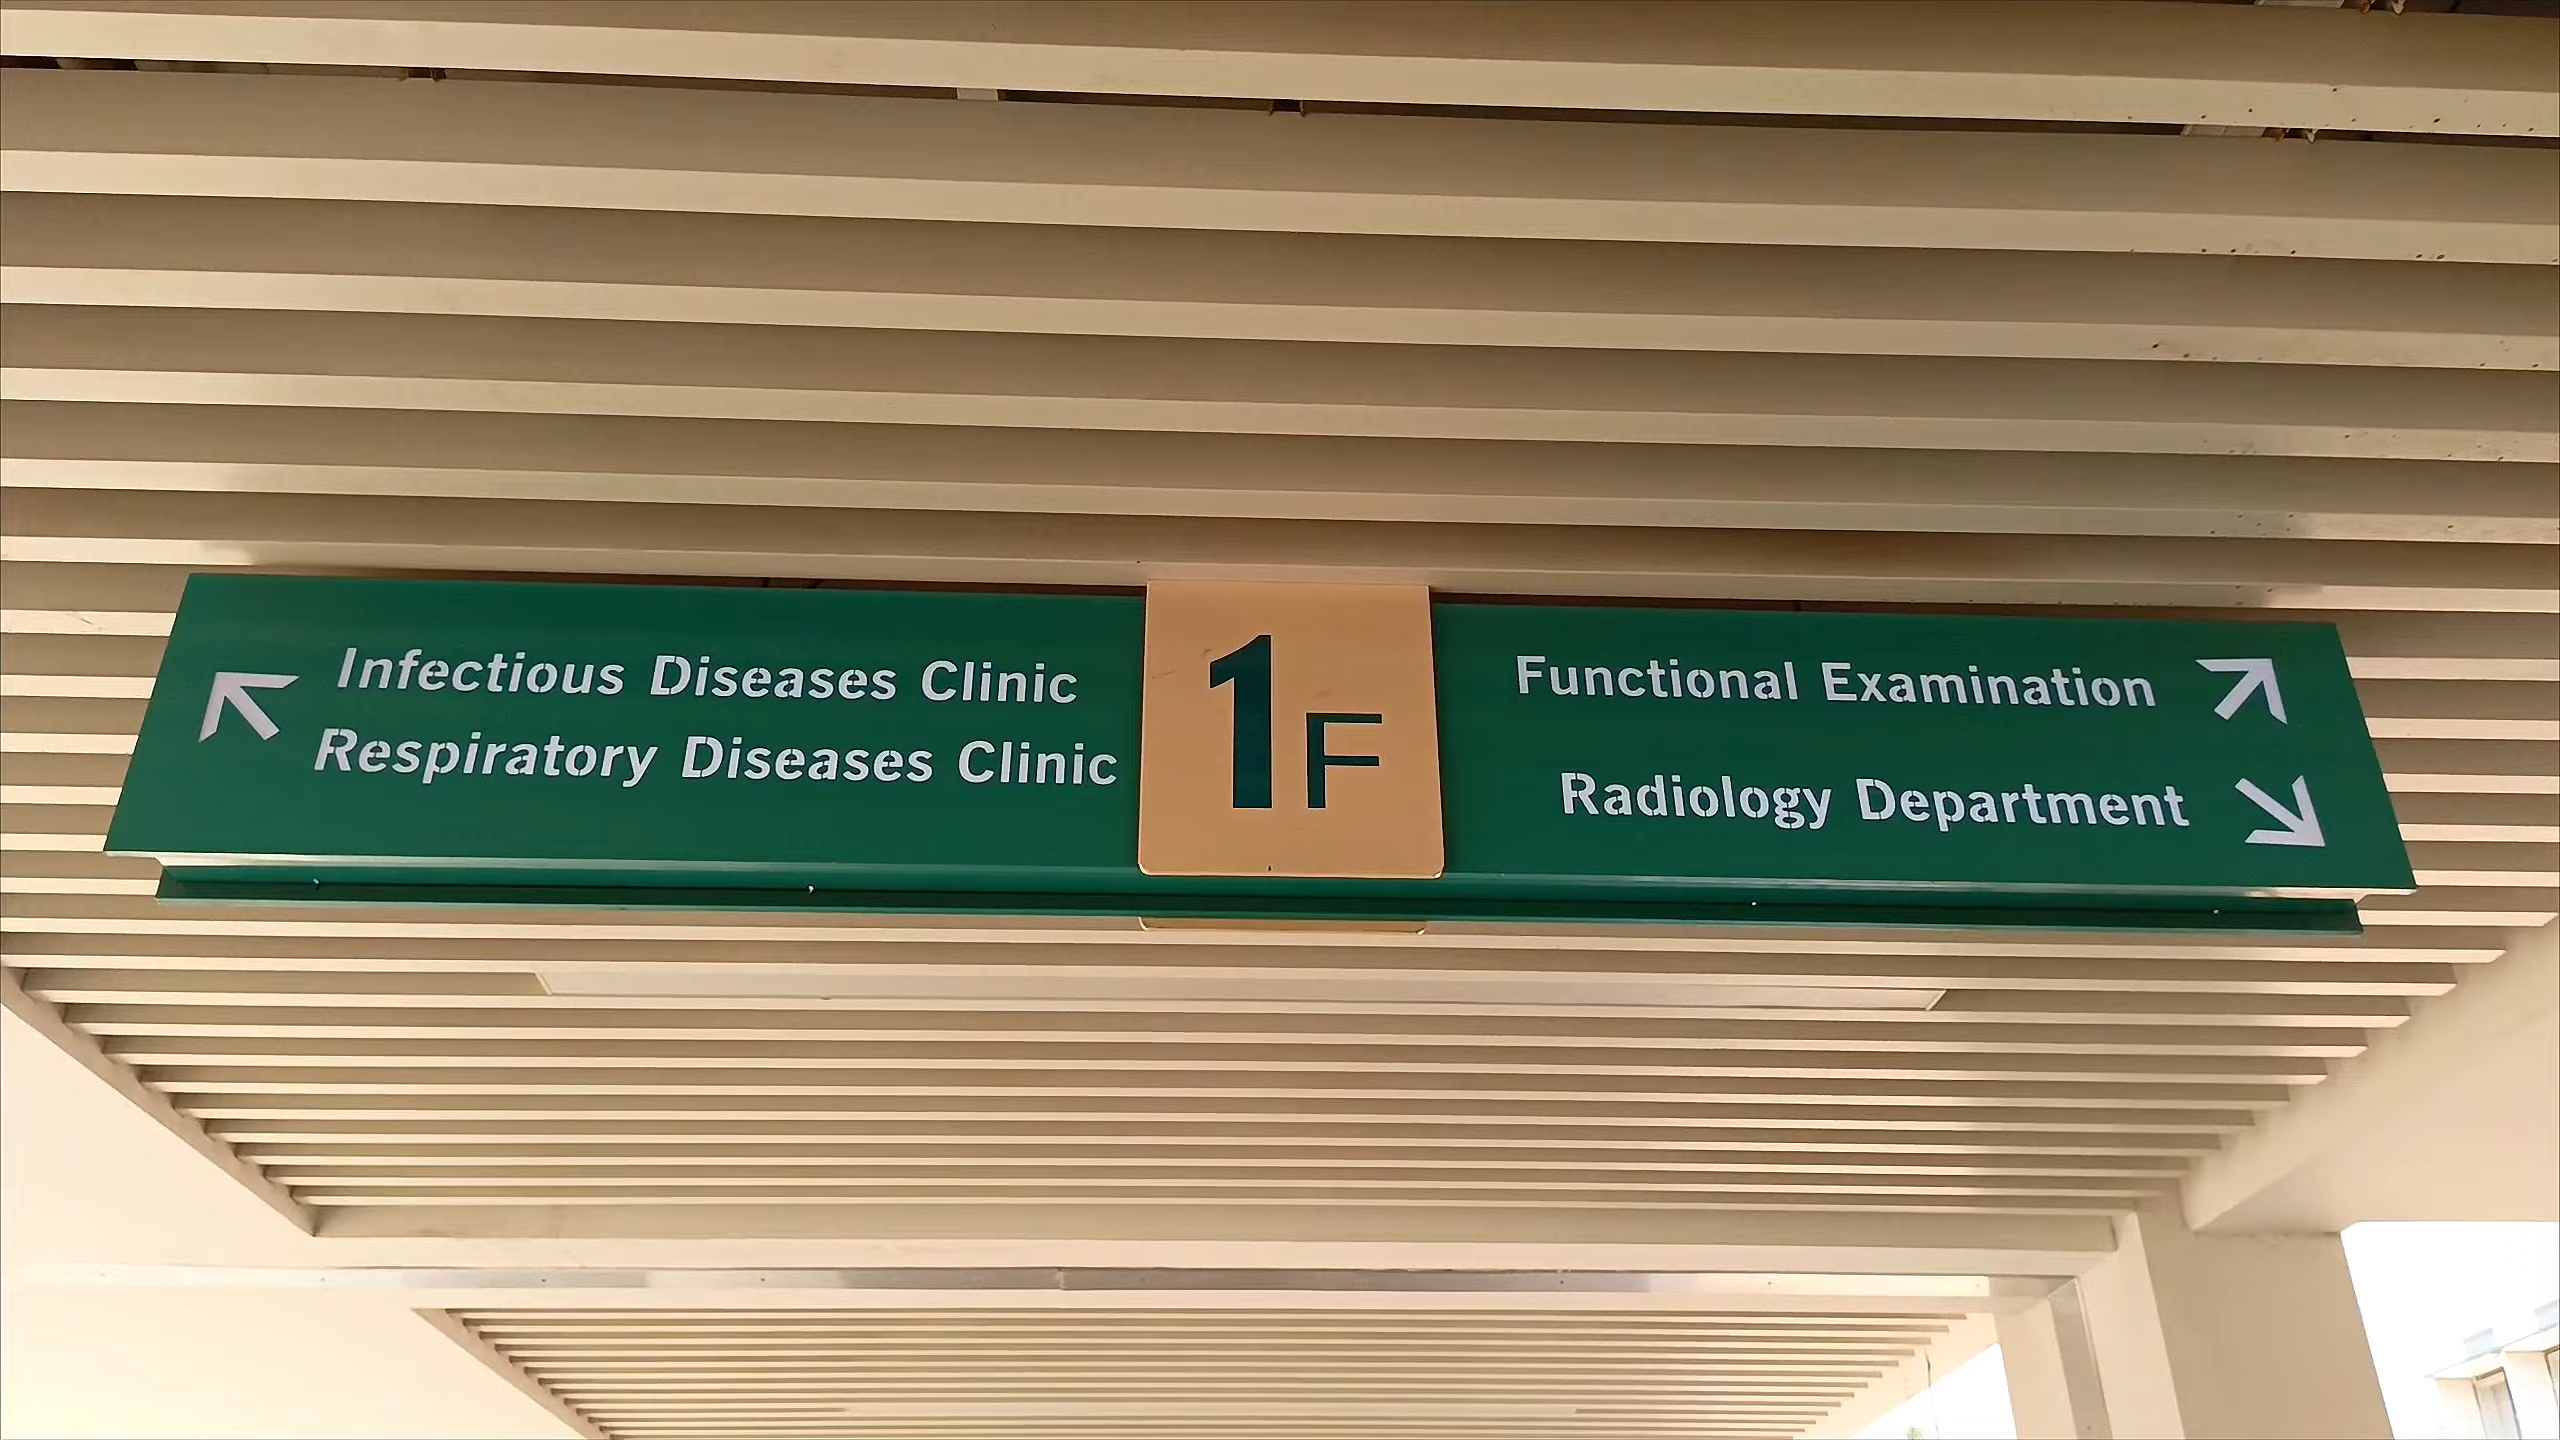 Infectious Diseases Clinic
Respiratory Diseases Clinic
1F
Functional Examination
Radiology Department